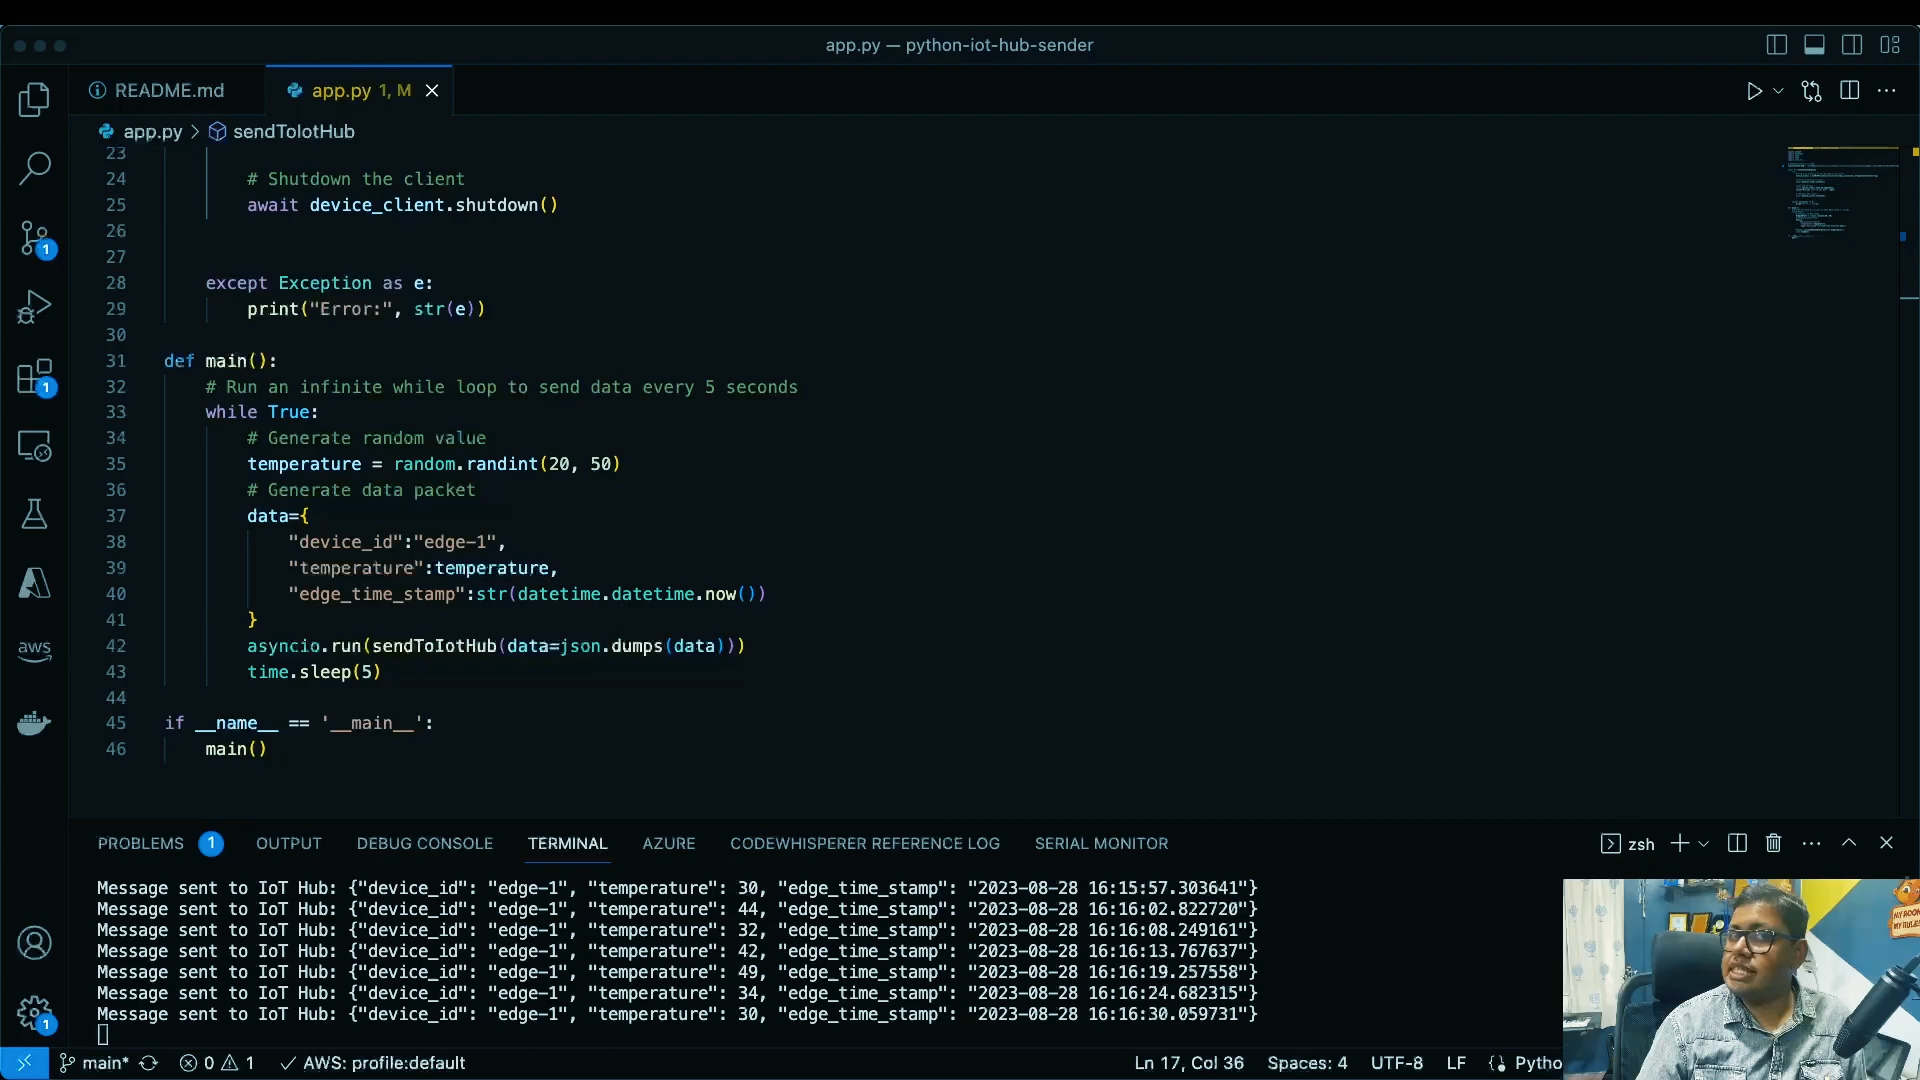 app.py — python-iot-hub-sender
README.md
app.py 1, M
app.py > sendToIotHub
23
24 # Shutdown the client
25 await device_client.shutdown()
26
27
28 except Exception as e:
29 print("Error:", str(e))
30
31 def main():
32 # Run an infinite while loop to send data every 5 seconds
33 while True:
34 # Generate random value
35 temperature = random.randint(20, 50)
36 # Generate data packet
37 data={
38 "device_id":"edge-1",
39 "temperature":temperature,
40 "edge_time_stamp":str(datetime.datetime.now())
41 }
42 asyncio.run(sendToIotHub(data=json.dumps(data)))
43 time.sleep(5)
44
45 if __name__ == '__main__':
46 main()
1
1
aws
1
PROBLEMS 1 OUTPUT DEBUG CONSOLE TERMINAL AZURE CODEWHISPERER REFERENCE LOG SERIAL MONITOR
zsh
Message sent to IoT Hub: {"device_id": "edge-1", "temperature": 30, "edge_time_stamp": "2023-08-28 16:15:57.303641"}
Message sent to IoT Hub: {"device_id": "edge-1", "temperature": 44, "edge_time_stamp": "2023-08-28 16:16:02.822720"}
Message sent to IoT Hub: {"device_id": "edge-1", "temperature": 32, "edge_time_stamp": "2023-08-28 16:16:08.249161"}
Message sent to IoT Hub: {"device_id": "edge-1", "temperature": 42, "edge_time_stamp": "2023-08-28 16:16:13.767637"}
Message sent to IoT Hub: {"device_id": "edge-1", "temperature": 49, "edge_time_stamp": "2023-08-28 16:16:19.257558"}
Message sent to IoT Hub: {"device_id": "edge-1", "temperature": 34, "edge_time_stamp": "2023-08-28 16:16:24.682315"}
Message sent to IoT Hub: {"device_id": "edge-1", "temperature": 30, "edge_time_stamp": "2023-08-28 16:16:30.059731"}
MY ROOM
MY RULES
main* 0 1 AWS: profile:default
Ln 17, Col 36 Spaces: 4 UTF-8 LF Pytho